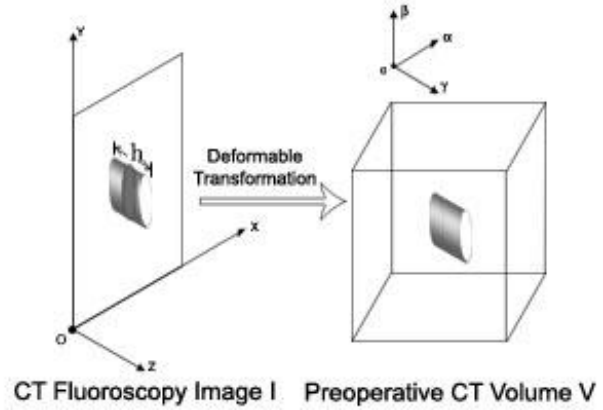 Y
β
α
o
γ
h
Deformable
Transformation
X
O
Z
CT Fluoroscopy Image I
Preoperative CT Volume V